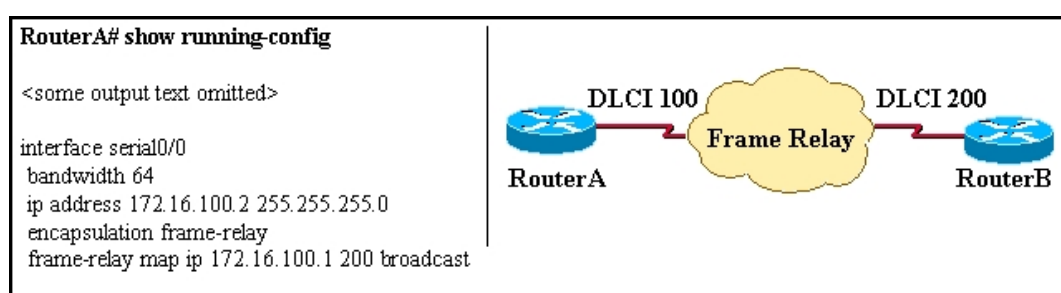 RouterA# show running-config
<some output text omitted>
interface serial0/0
bandwidth 64
ip address 172.16.100.2 255.255.255.0
encapsulation frame-relay
frame-relay map ip 172.16.100.1 200 broadcast
DLCI 100
DLCI 200
Frame Relay
RouterA
RouterB